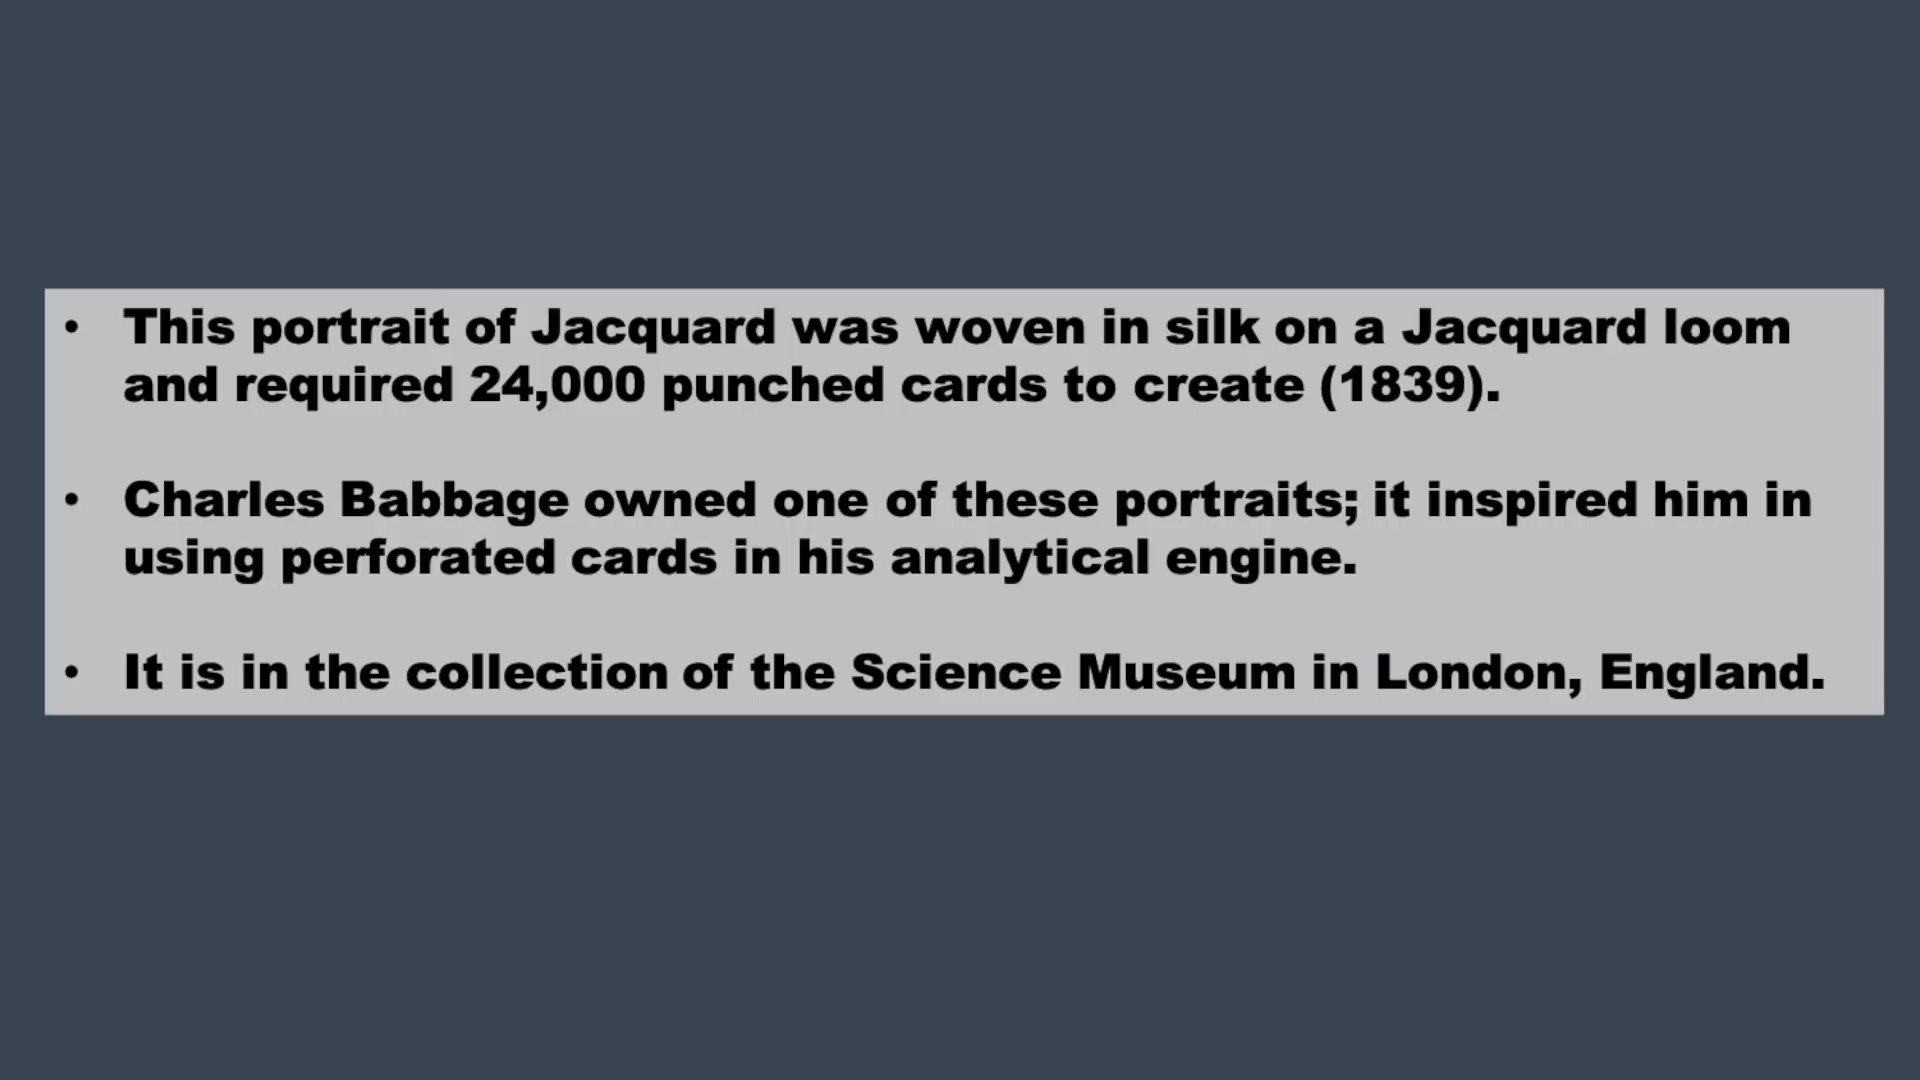 • This portrait of Jacquard was woven in silk on a Jacquard loom
and required 24,000 punched cards to create (1839).
• Charles Babbage owned one of these portraits; it inspired him in
using perforated cards in his analytical engine.
• It is in the collection of the Science Museum in London, England.